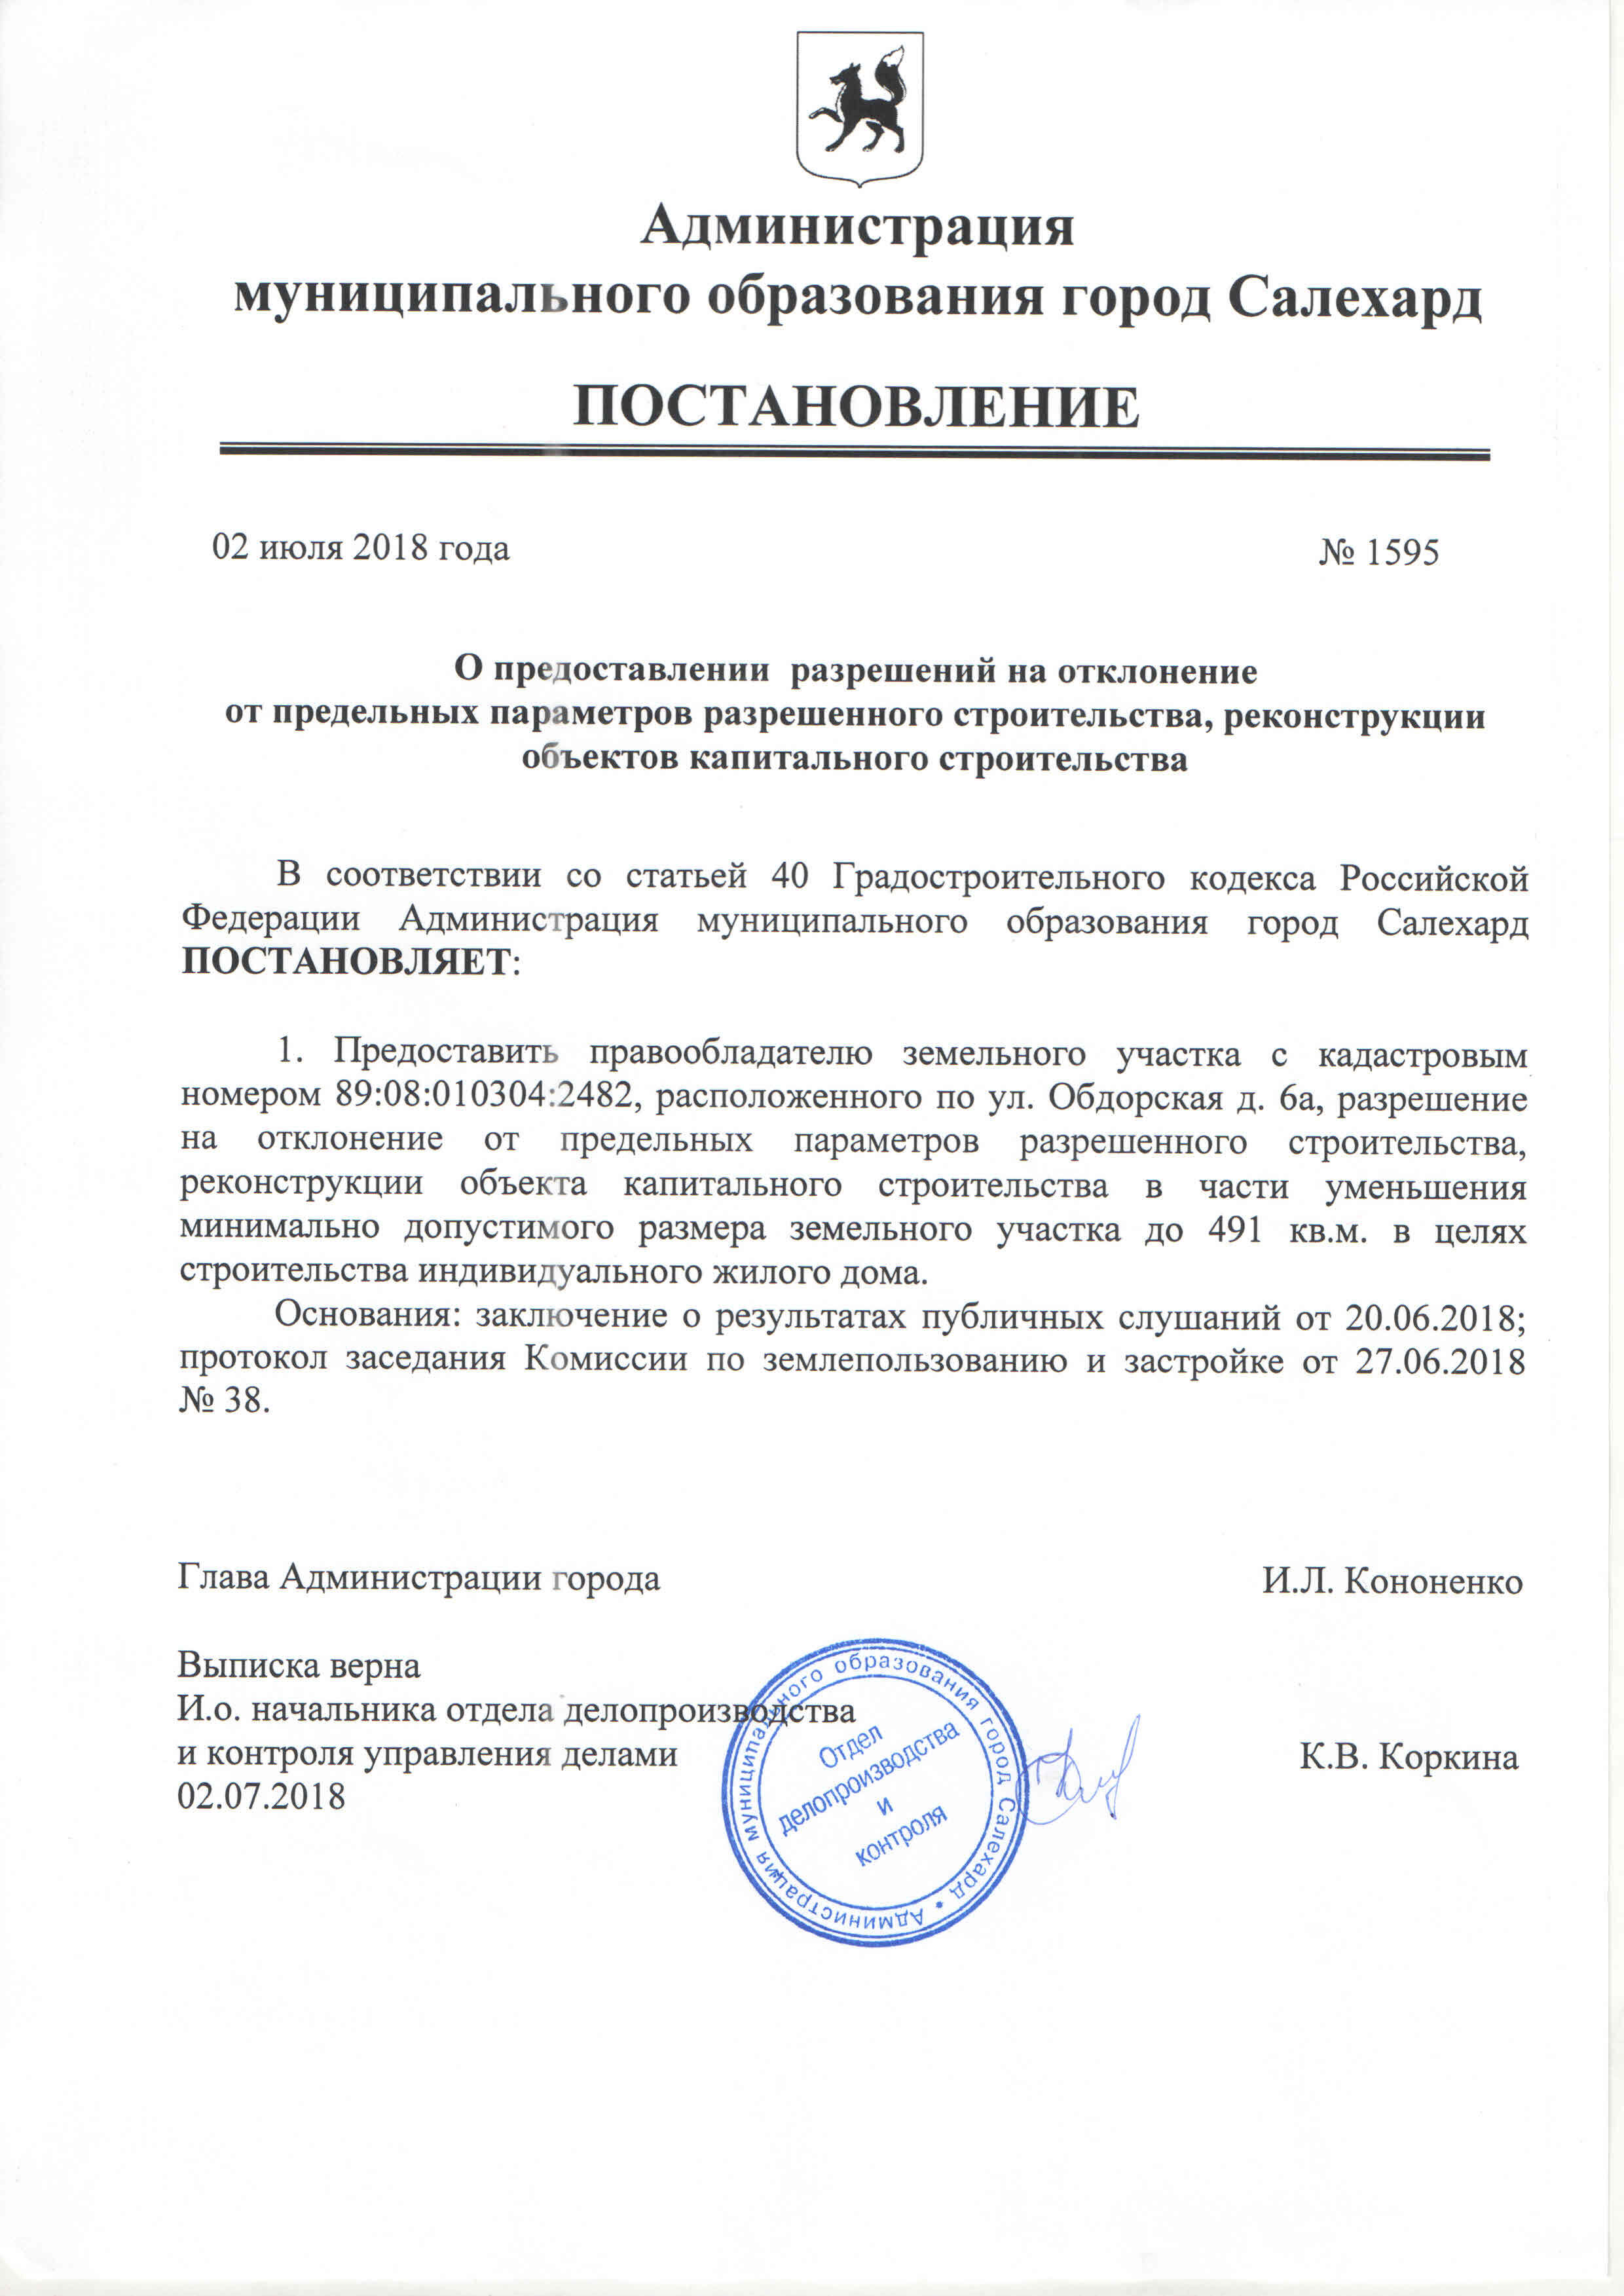 Администрация
муниципального образования город Салехард
ПОСТАНОВЛЕНИЕ
02 июля 2018 года № 1595
О предоставлении разрешений на отклонение
от предельных параметров разрешенного строительства, реконструкции
объектов капитального строительства
В соответствии со статьей 40 Градостроительного кодекса Российской
Федерации Администрация муниципального образования город Салехард
ПОСТАНОВЛЯЕТ:
1. Предоставить правообладателю земельного участка с кадастровым
номером 89:08:010304:2482, расположенного по ул. Обдорская д. 6а, разрешение
на отклонение от предельных параметров разрешенного строительства,
реконструкции объекта капитального строительства в части уменьшения
минимально допустимого размера земельного участка до 491 кв.м. в целях
строительства индивидуального жилого дома.
Основания: заключение о результатах публичных слушаний от 20.06.2018;
протокол заседания Комиссии по землепользованию и застройке от 27.06.2018
№ 38.
Глава Администрации города И.Л. Кононенко
Выписка верна
И.о. начальника отдела делопроизводства
и контроля управления делами К.В. Коркина
02.07.2018
Администрация муниципального образования город Салехард •
Отдел
делопроизводства
и
контроля